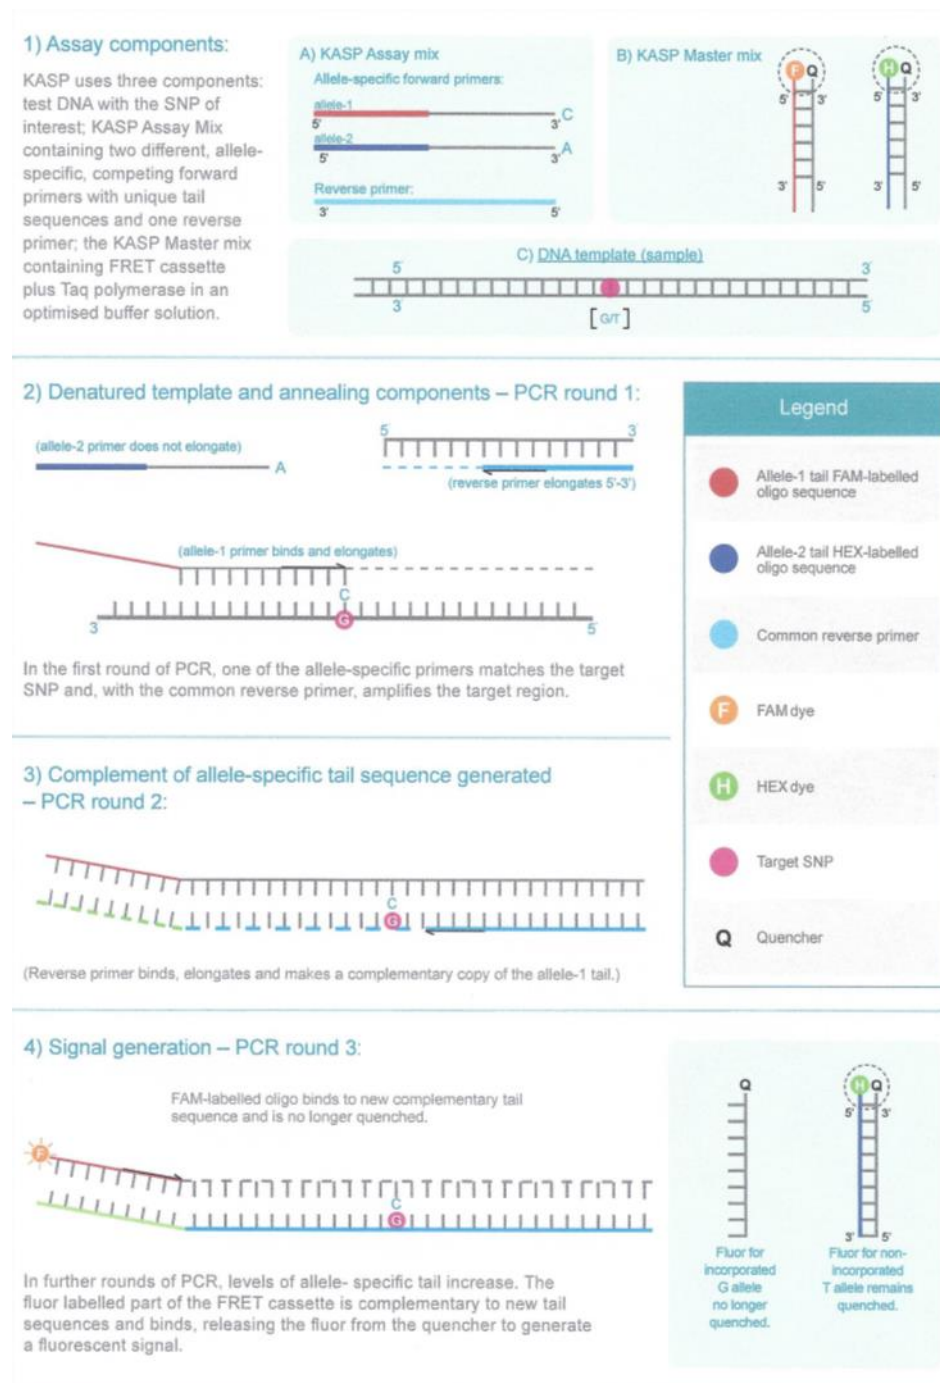 1) Assay components:
KASP uses three components:
test DNA with the SNP of
interest; KASP Assay Mix
containing two different, allele-
specific, competing forward
primers with unique tail
sequences and one reverse
primer; the KASP Master mix
containing FRET cassette
plus Taq polymerase in an
optimised buffer solution.
A) KASP Assay mix
Allele-specific forward primers:
allele-1
5' 3' C
allele-2
5' 3' A
Reverse primer:
3' 5'
B) KASP Master mix
F Q
5' 3'
3' 5'
H Q
5' 3'
3' 5'
C) DNA template (sample)
5' 3'
3' 5'
[G/T]
2) Denatured template and annealing components – PCR round 1:
(allele-2 primer does not elongate)
A
5' 3'
(reverse primer elongates 5'-3')
(allele-1 primer binds and elongates)
C
G
3' 5'
In the first round of PCR, one of the allele-specific primers matches the target
SNP and, with the common reverse primer, amplifies the target region.
Legend
Allele-1 tail FAM-labelled
oligo sequence
Allele-2 tail HEX-labelled
oligo sequence
Common reverse primer
F FAM dye
H HEX dye
Target SNP
Q Quencher
3) Complement of allele-specific tail sequence generated
– PCR round 2:
C
G
(Reverse primer binds, elongates and makes a complementary copy of the allele-1 tail.)
4) Signal generation – PCR round 3:
FAM-labelled oligo binds to new complementary tail
sequence and is no longer quenched.
F
C
G
In further rounds of PCR, levels of allele- specific tail increase. The
fluor labelled part of the FRET cassette is complementary to new tail
sequences and binds, releasing the fluor from the quencher to generate
a fluorescent signal.
Q
Fluor for
incorporated
G allele
no longer
quenched.
H Q
5' 3'
3' 5'
Fluor for non-
incorporated
T allele remains
quenched.